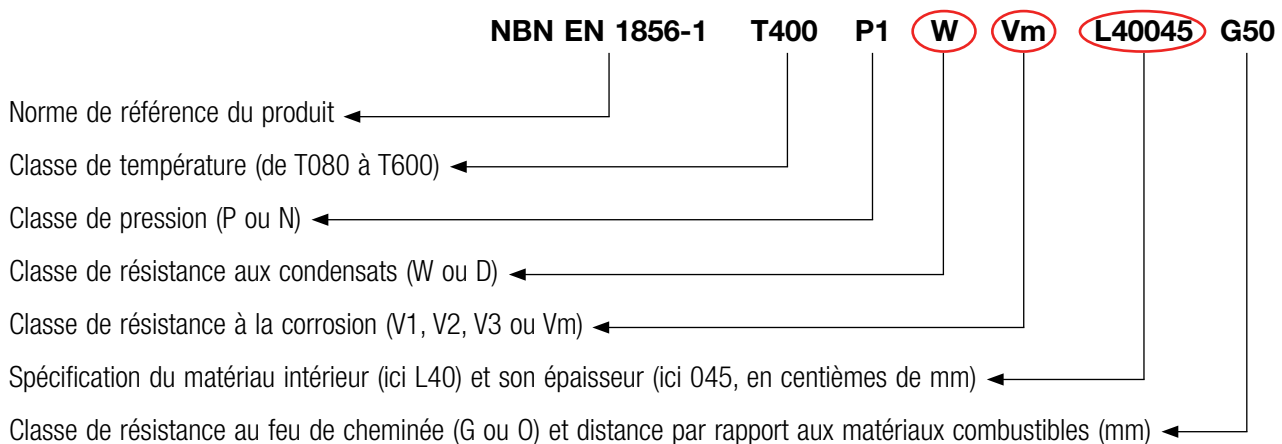 NBN EN 1856-1 T400 P1 W Vm L40045 G50
Norme de référence du produit
Classe de température (de T080 à T600)
Classe de pression (P ou N)
Classe de résistance aux condensats (W ou D)
Classe de résistance à la corrosion (V1, V2, V3 ou Vm)
Spécification du matériau intérieur (ici L40) et son épaisseur (ici 045, en centièmes de mm)
Classe de résistance au feu de cheminée (G ou O) et distance par rapport aux matériaux combustibles (mm)